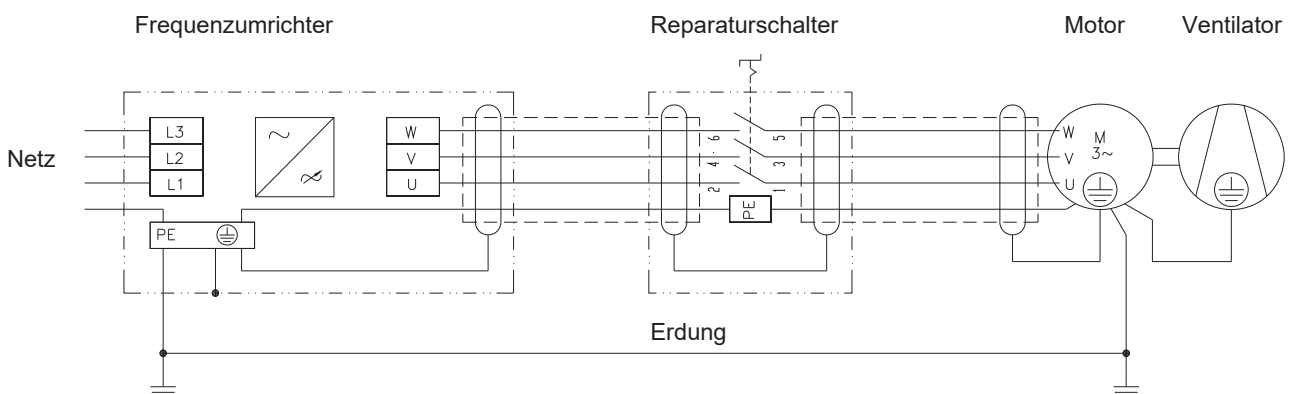 Frequenzumrichter Reparaturschalter Motor Ventilator
Netz
L3 W 6 5 W M
L2 V 4 3 V 3~
L1 U 2 1 U
PE PE
Erdung